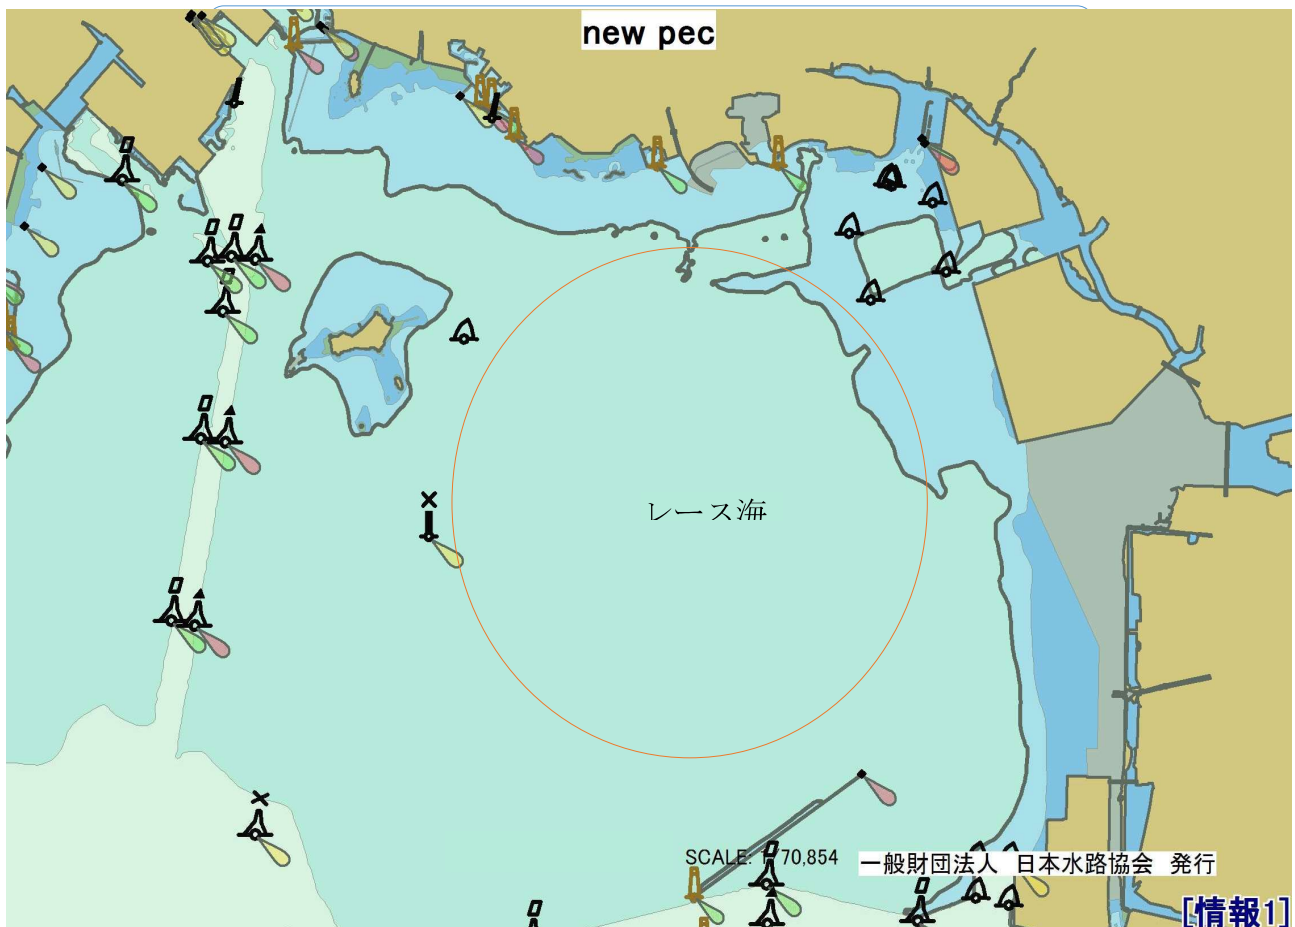 new pec
レース海
SCALE: 1/70,854
一般財団法人 日本水路協会 発行
[情報1]